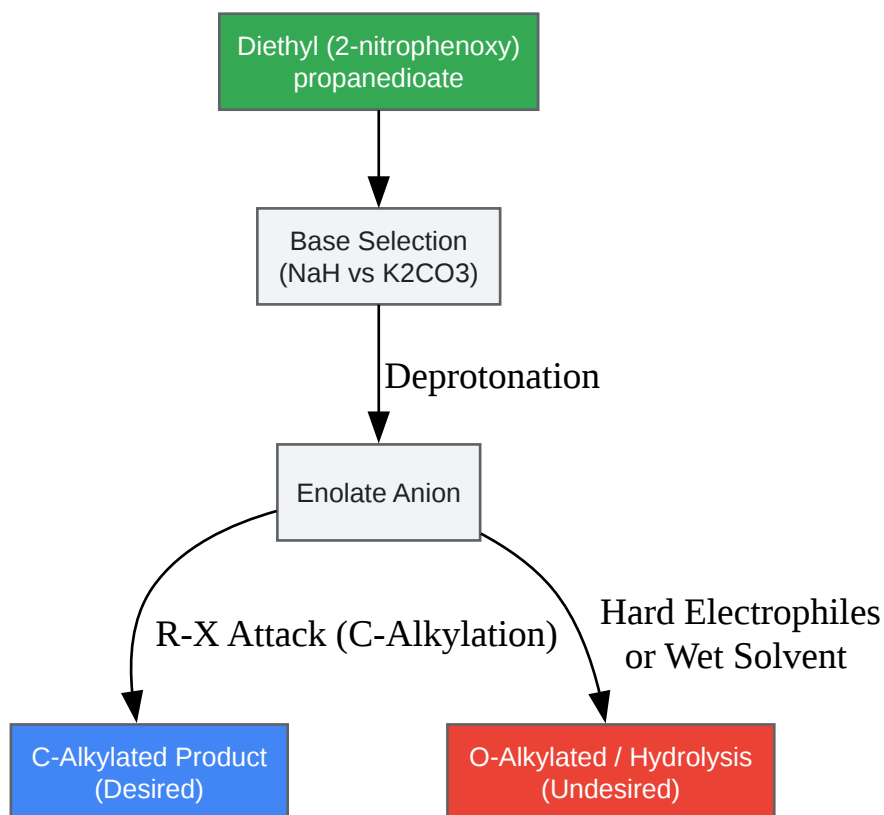 Diethyl (2-nitrophenoxy)
propanedioate
Base Selection
(NaH vs K2CO3)
Deprotonation
Enolate Anion
R-X Attack (C-Alkylation)
Hard Electrophiles
or Wet Solvent
C-Alkylated Product
(Desired)
O-Alkylated / Hydrolysis
(Undesired)